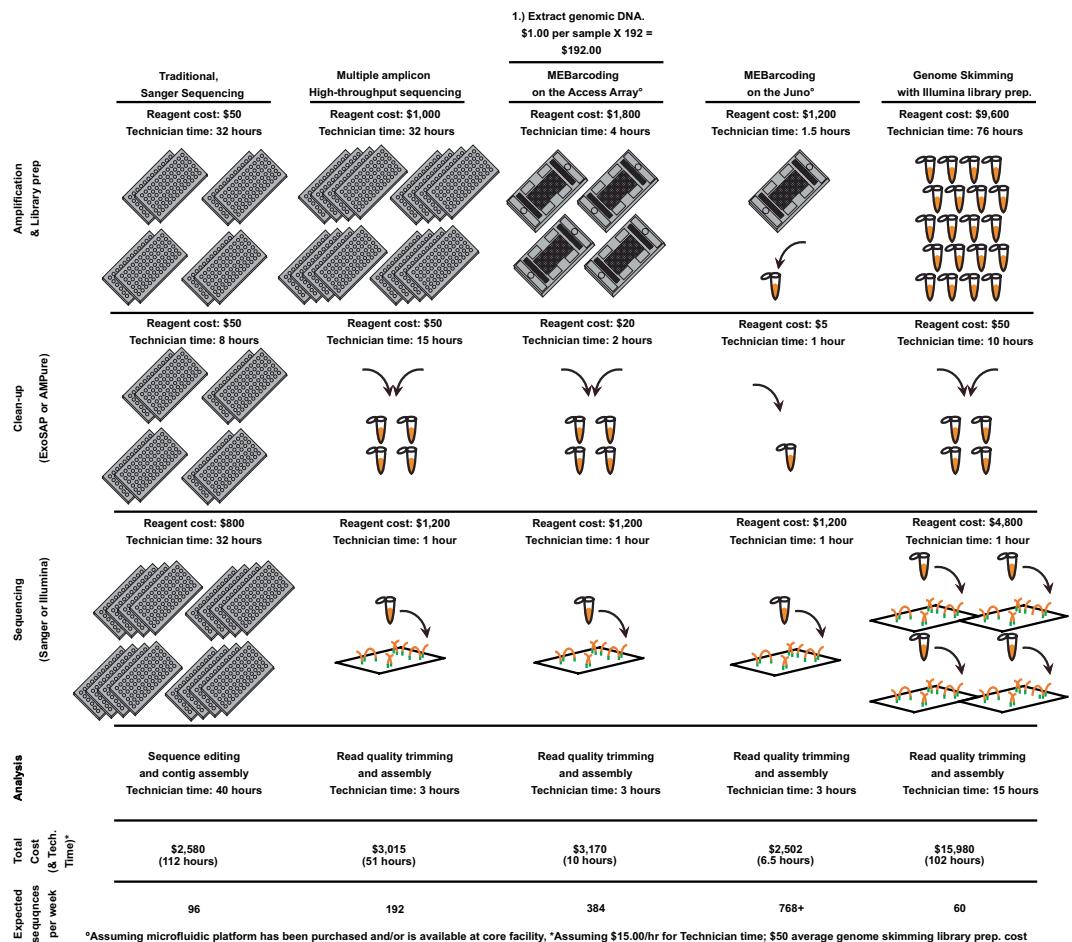 1.) Extract genomic DNA.
$1.00 per sample X 192 =
$192.00
Traditional,
Sanger Sequencing
Multiple amplicon
High-throughput sequencing
MEBarcoding
on the Access Array°
MEBarcoding
on the Juno°
Genome Skimming
with Illumina library prep.
Amplification
& Library prep
Reagent cost: $50
Technician time: 32 hours
Reagent cost: $1,000
Technician time: 32 hours
Reagent cost: $1,800
Technician time: 4 hours
Reagent cost: $1,200
Technician time: 1.5 hours
Reagent cost: $9,600
Technician time: 76 hours
Clean-up
(ExoSAP or AMPure)
Reagent cost: $50
Technician time: 8 hours
Reagent cost: $50
Technician time: 15 hours
Reagent cost: $20
Technician time: 2 hours
Reagent cost: $5
Technician time: 1 hour
Reagent cost: $50
Technician time: 10 hours
Sequencing
(Sanger or Illumina)
Reagent cost: $800
Technician time: 32 hours
Reagent cost: $1,200
Technician time: 1 hour
Reagent cost: $1,200
Technician time: 1 hour
Reagent cost: $1,200
Technician time: 1 hour
Reagent cost: $4,800
Technician time: 1 hour
Analysis
Sequence editing
and contig assembly
Technician time: 40 hours
Read quality trimming
and assembly
Technician time: 3 hours
Read quality trimming
and assembly
Technician time: 3 hours
Read quality trimming
and assembly
Technician time: 3 hours
Read quality trimming
and assembly
Technician time: 15 hours
Total
Cost
(& Tech.
Time)*
$2,580
(112 hours)
$3,015
(51 hours)
$3,170
(10 hours)
$2,502
(6.5 hours)
$15,980
(102 hours)
Expected
sequqnces
per week
96
192
384
768+
60
°Assuming microfluidic platform has been purchased and/or is available at core facility, *Assuming $15.00/hr for Technician time; $50 average genome skimming library prep. cost